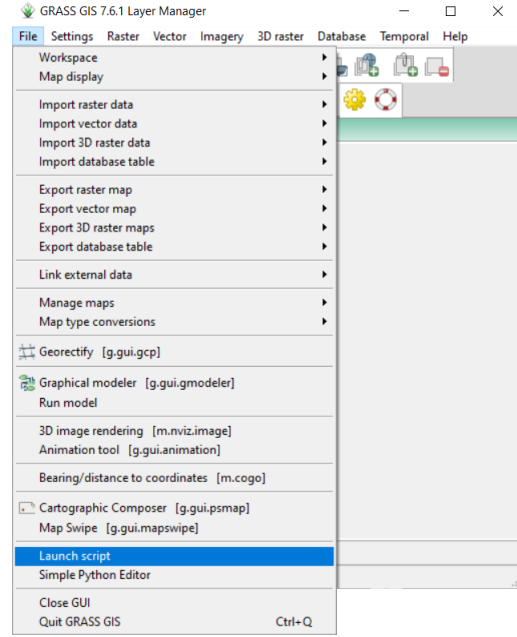 GRASS GIS 7.6.1 Layer Manager
File Settings Raster Vector Imagery 3D raster Database Temporal Help
Workspace
Map display
Import raster data
Import vector data
Import 3D raster data
Import database table
Export raster map
Export vector map
Export 3D raster maps
Export database table
Link external data
Manage maps
Map type conversions
Georectify [g.gui.gcp]
Graphical modeler [g.gui.gmodeler]
Run model
3D image rendering [m.nviz.image]
Animation tool [g.gui.animation]
Bearing/distance to coordinates [m.cogo]
Cartographic Composer [g.gui.psmap]
Map Swipe [g.gui.mapswipe]
Launch script
Simple Python Editor
Close GUI
Quit GRASS GIS Ctrl+Q